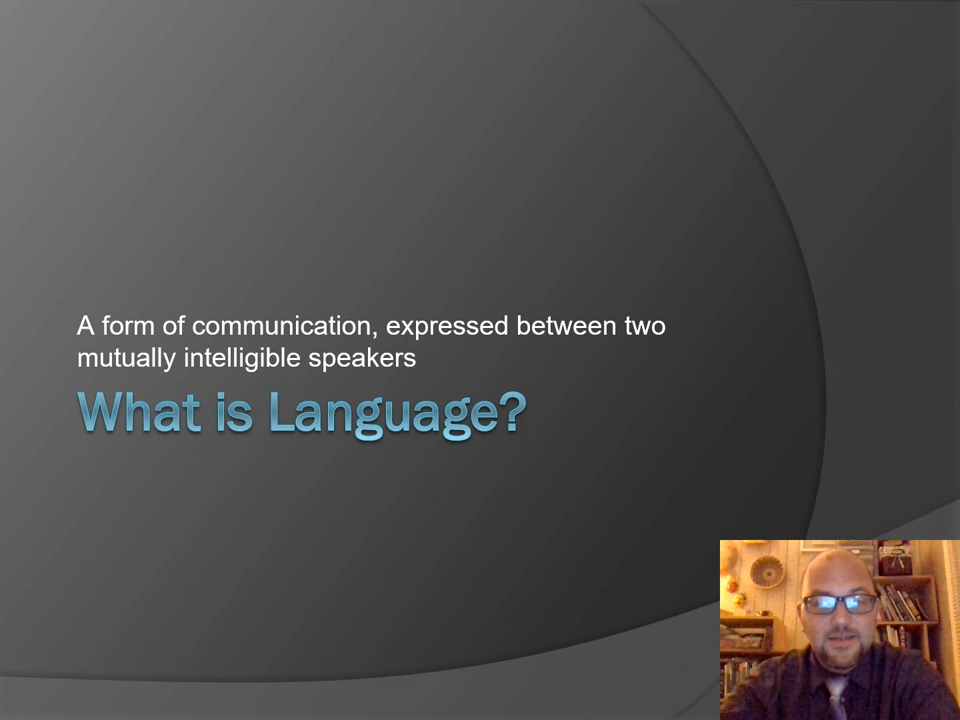 A form of communication, expressed between two
mutually intelligible speakers
What is Language?